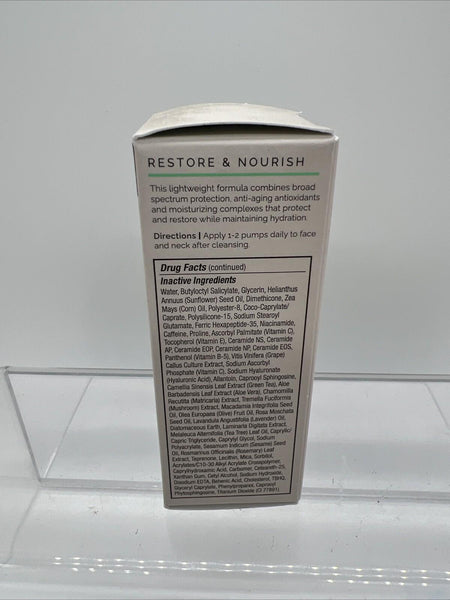 RESTORE & NOURISH
This lightweight formula combines broad
spectrum protection, anti-aging antioxidants
and moisturizing complexes that protect
and restore while maintaining hydration.
Directions | Apply 1-2 pumps daily to face
and neck after cleansing.
Drug Facts (continued)
Inactive Ingredients
Water, Butyloctyl Salicylate, Glycerin, Helianthus
Annuus (Sunflower) Seed Oil, Dimethicone, Zea
Mays (Corn) Oil, Polyester-8, Coco-Caprylate/
Caprate, Polysilicone-15, Sodium Stearoyl
Glutamate, Ferric Hexapeptide-35, Niacinamide,
Caffeine, Proline, Ascorbyl Palmitate (Vitamin C),
Tocopherol (Vitamin E), Ceramide NS, Ceramide
AP, Ceramide EOP, Ceramide NP, Ceramide EOS,
Panthenol (Vitamin B-5), Vitis Vinifera (Grape)
Callus Culture Extract, Sodium Ascorbyl
Phosphate (Vitamin C), Sodium Hyaluronate
(Hyaluronic Acid), Allantoin, Caprooyl Sphingosine,
Camellia Sinensis Leaf Extract (Green Tea), Aloe
Barbadensis Leaf Extract (Aloe Vera), Chamomilla
Recutita (Matricaria) Extract, Tremella Fuciformis
(Mushroom) Extract, Macadamia Integrifolia Seed
Oil, Olea Europaea (Olive) Fruit Oil, Rosa Moschata
Seed Oil, Lavandula Angustifolia (Lavender) Oil,
Diatomaceous Earth, Laminaria Digitata Extract,
Melaleuca Alternifolia (Tea Tree) Leaf Oil, Caprylic/
Capric Triglyceride, Caprylyl Glycol, Sodium
Polyacrylate, Sesamum Indicum (Sesame) Seed
Oil, Rosmarinus Officinalis (Rosemary) Leaf
Extract, Teprenone, Lecithin, Mica, Sorbitol,
Acrylates/C10-30 Alkyl Acrylate Crosspolymer,
Caprylhydroxamic Acid, Carbomer, Ceteareth-25,
Xanthan Gum, Cetyl Alcohol, Sodium Hydroxide,
Disodium EDTA, Behenic Acid, Cholesterol, TBHQ,
Glyceryl Caprylate, Phenylpropanol, Caprooyl
Phytosphingosine, Titanium Dioxide (CI 77891)